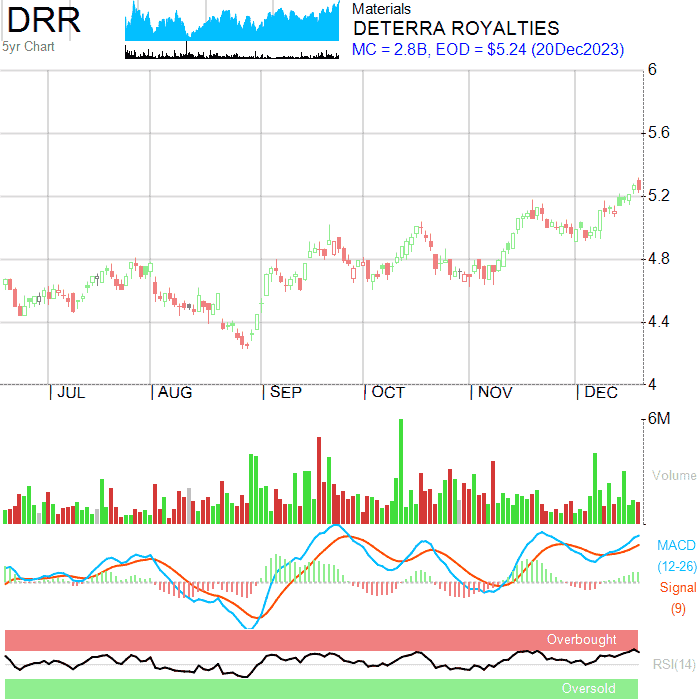 DRR
5yr Chart
Materials
DETERRA ROYALTIES
MC = 2.8B, EOD = $5.24 (20Dec2023)
6
5.6
5.2
4.8
4.4
4
JUL AUG SEP OCT NOV DEC
6M
Volume
MACD
(12-26)
Signal
(9)
Overbought
RSI(14)
Oversold